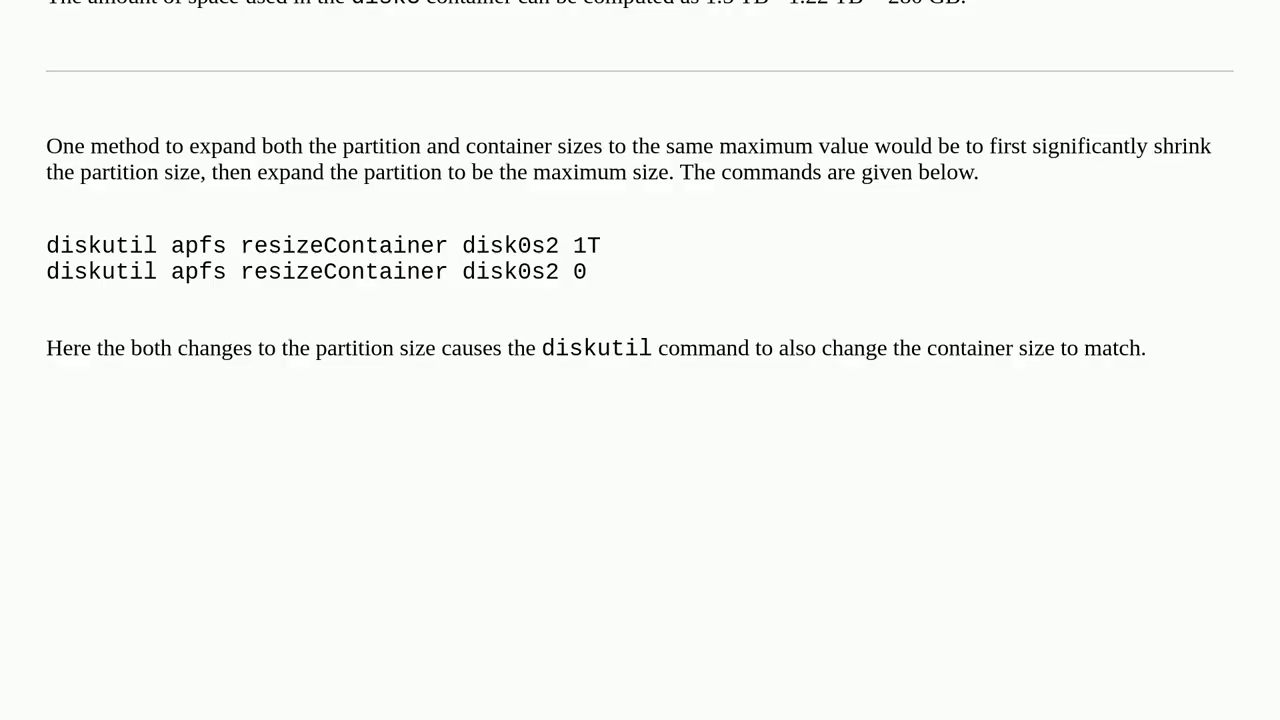 One method to expand both the partition and container sizes to the same maximum value would be to first significantly shrink
the partition size, then expand the partition to be the maximum size. The commands are given below.
diskutil apfs resizeContainer disk0s2 1T
diskutil apfs resizeContainer disk0s2 0
Here the both changes to the partition size causes the diskutil command to also change the container size to match.